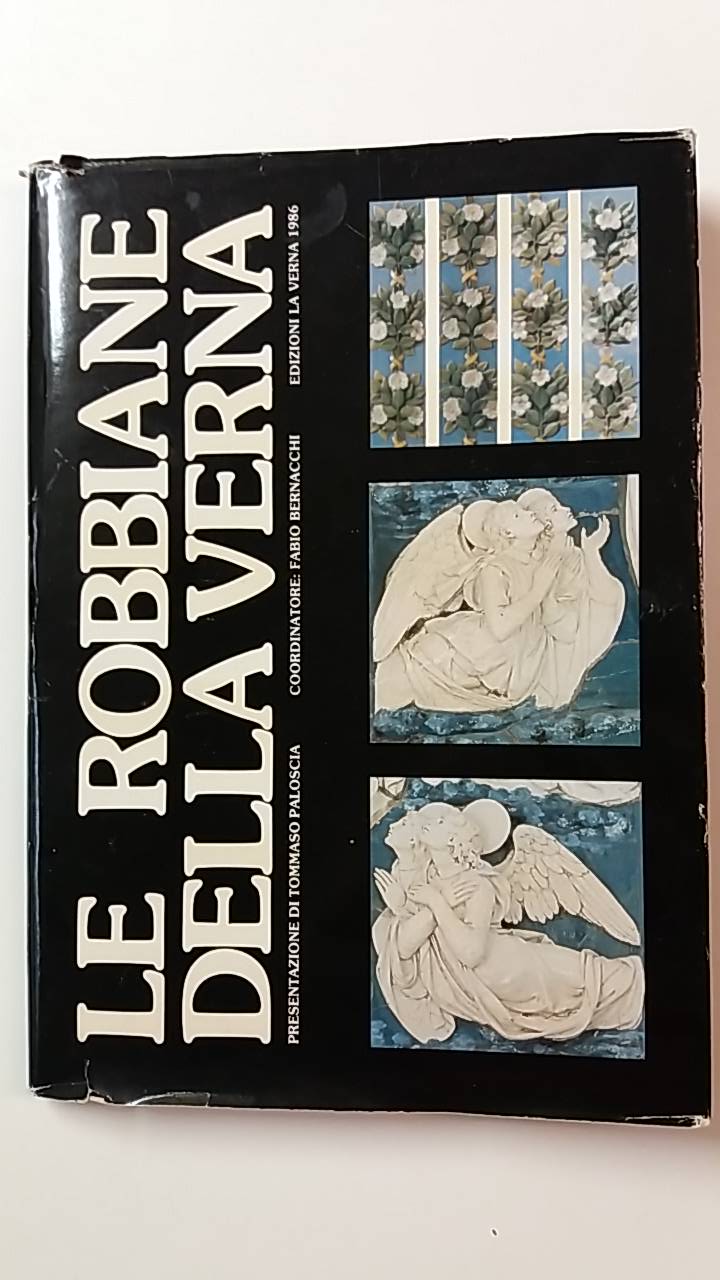 LE ROBBIANE
DELLA VERNA
PRESENTAZIONE DI TOMMASO PALOSCIA COORDINATORE: FABIO BERNACCHI EDIZIONI LA VERNA 1986